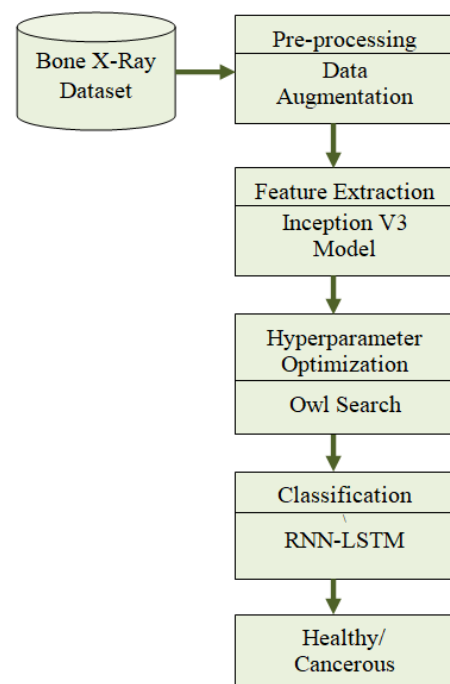 Bone X-Ray
Dataset
Pre-processing
Data
Augmentation
Feature Extraction
Inception V3
Model
Hyperparameter
Optimization
Owl Search
Classification
\
RNN-LSTM
Healthy/
Cancerous